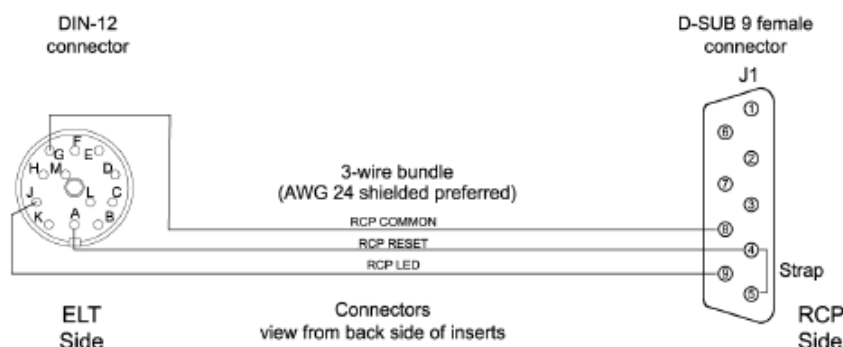 DIN-12
connector
D-SUB 9 female
connector
J1
1
6
2
7
3
8
4
9
5
F
G E
H M D
J L C
K A B
3-wire bundle
(AWG 24 shielded preferred)
RCP COMMON
RCP RESET
RCP LED
Strap
ELT
Side
Connectors
view from back side of inserts
RCP
Side